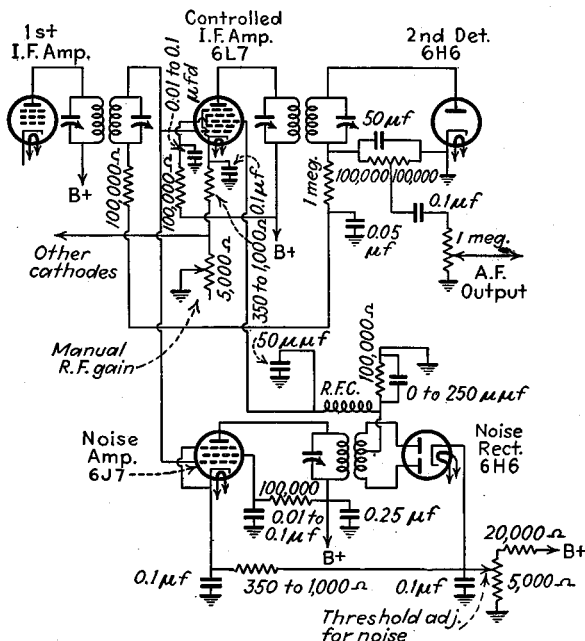 1st
I.F. Amp.
Controlled
I.F. Amp.
6L7
2nd Det.
6H6
0.01 to 0.1
μfd
50μμf
B+
100,000Ω
100,000Ω
0.1μf
350 to 1,000Ω
B+
1 meg.
100,000 100,000
0.1μf
0.05
μf
1 meg.
A.F.
Output
Other
cathodes
5,000Ω
Manual
R.F. gain
50μμf
R.F.C.
100,000Ω
0 to 250μμf
Noise
Amp.
6J7
Noise
Rect.
6H6
100,000
0.01 to
0.1μf
0.25μf
B+
20,000Ω
B+
0.1μf
350 to 1,000Ω
0.1μf
5,000Ω
Threshold adj.
for noise